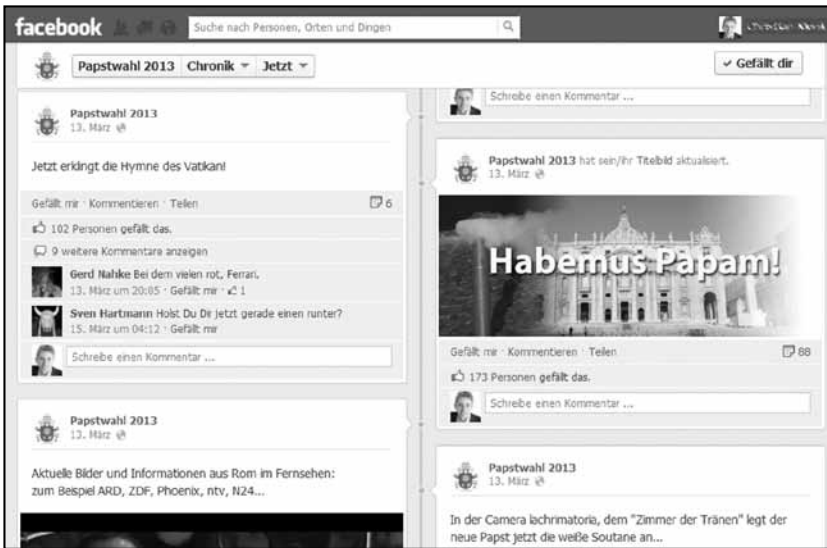 facebook
Suche nach Personen, Orten und Dingen
Papstwahl 2013 Chronik Jetzt
Gefällt dir
Papstwahl 2013
13. März
Jetzt erklingt die Hymne des Vatikan!
Gefällt mir · Kommentieren · Teilen 6
102 Personen gefällt das.
9 weitere Kommentare anzeigen
Gerd Nahke Bei dem vielen rot, Ferrari.
13. März um 20:05 · Gefällt mir · 1
Sven Hartmann Holst Du Dir jetzt gerade einen runter?
15. März um 04:12 · Gefällt mir
Schreibe einen Kommentar ...
Papstwahl 2013
13. März
Aktuelle Bilder und Informationen aus Rom im Fernsehen:
zum Beispiel ARD, ZDF, Phoenix, ntv, N24...
Schreibe einen Kommentar ...
Papstwahl 2013 hat sein/ihr Titelbild aktualisiert.
13. März
Habemus Papam!
Gefällt mir · Kommentieren · Teilen 88
173 Personen gefällt das.
Schreibe einen Kommentar ...
Papstwahl 2013
13. März
In der Camera lachrimatoria, dem "Zimmer der Tränen" legt der
neue Papst jetzt die weiße Soutane an...